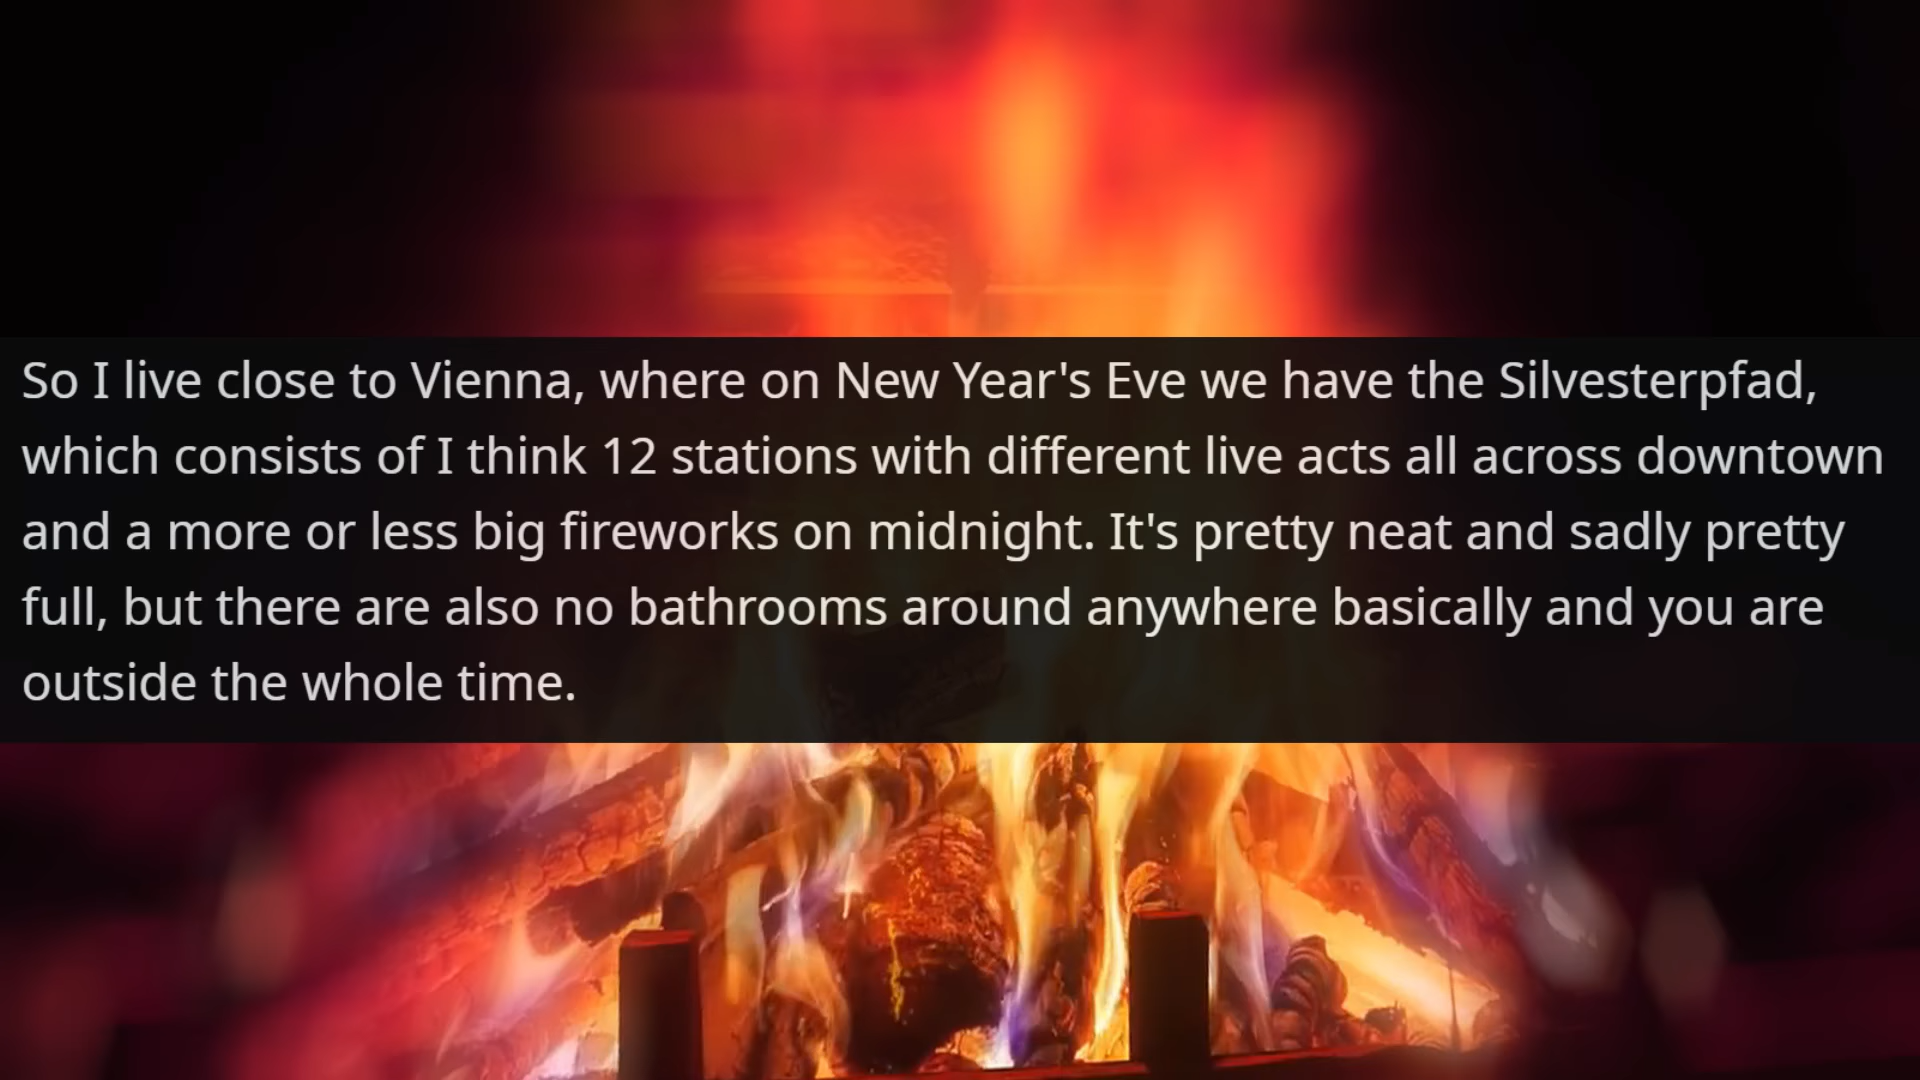 So I live close to Vienna, where on New Year's Eve we have the Silvesterpfad,
which consists of I think 12 stations with different live acts all across downtown
and a more or less big fireworks on midnight. It's pretty neat and sadly pretty
full, but there are also no bathrooms around anywhere basically and you are
outside the whole time.